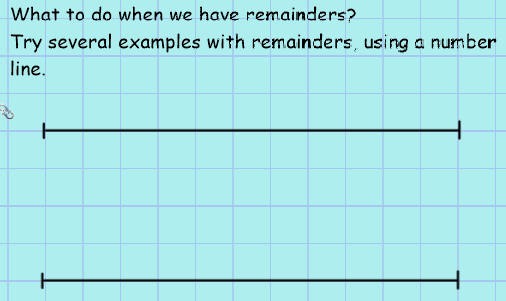 What to do when we have remainders?
Try several examples with remainders, using a number
line.